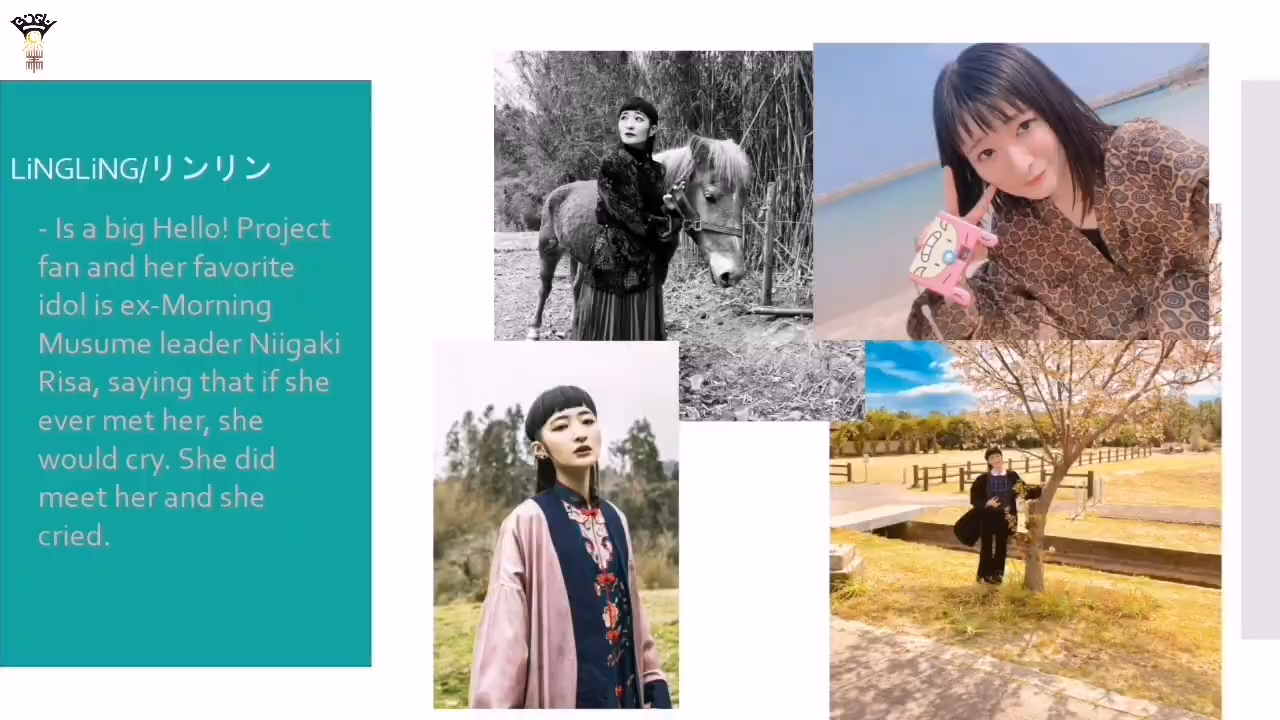 LiNGLiNG/リンリン
- Is a big Hello! Project
fan and her favorite
idol is ex-Morning
Musume leader Niigaki
Risa, saying that if she
ever met her, she
would cry. She did
meet her and she
cried.